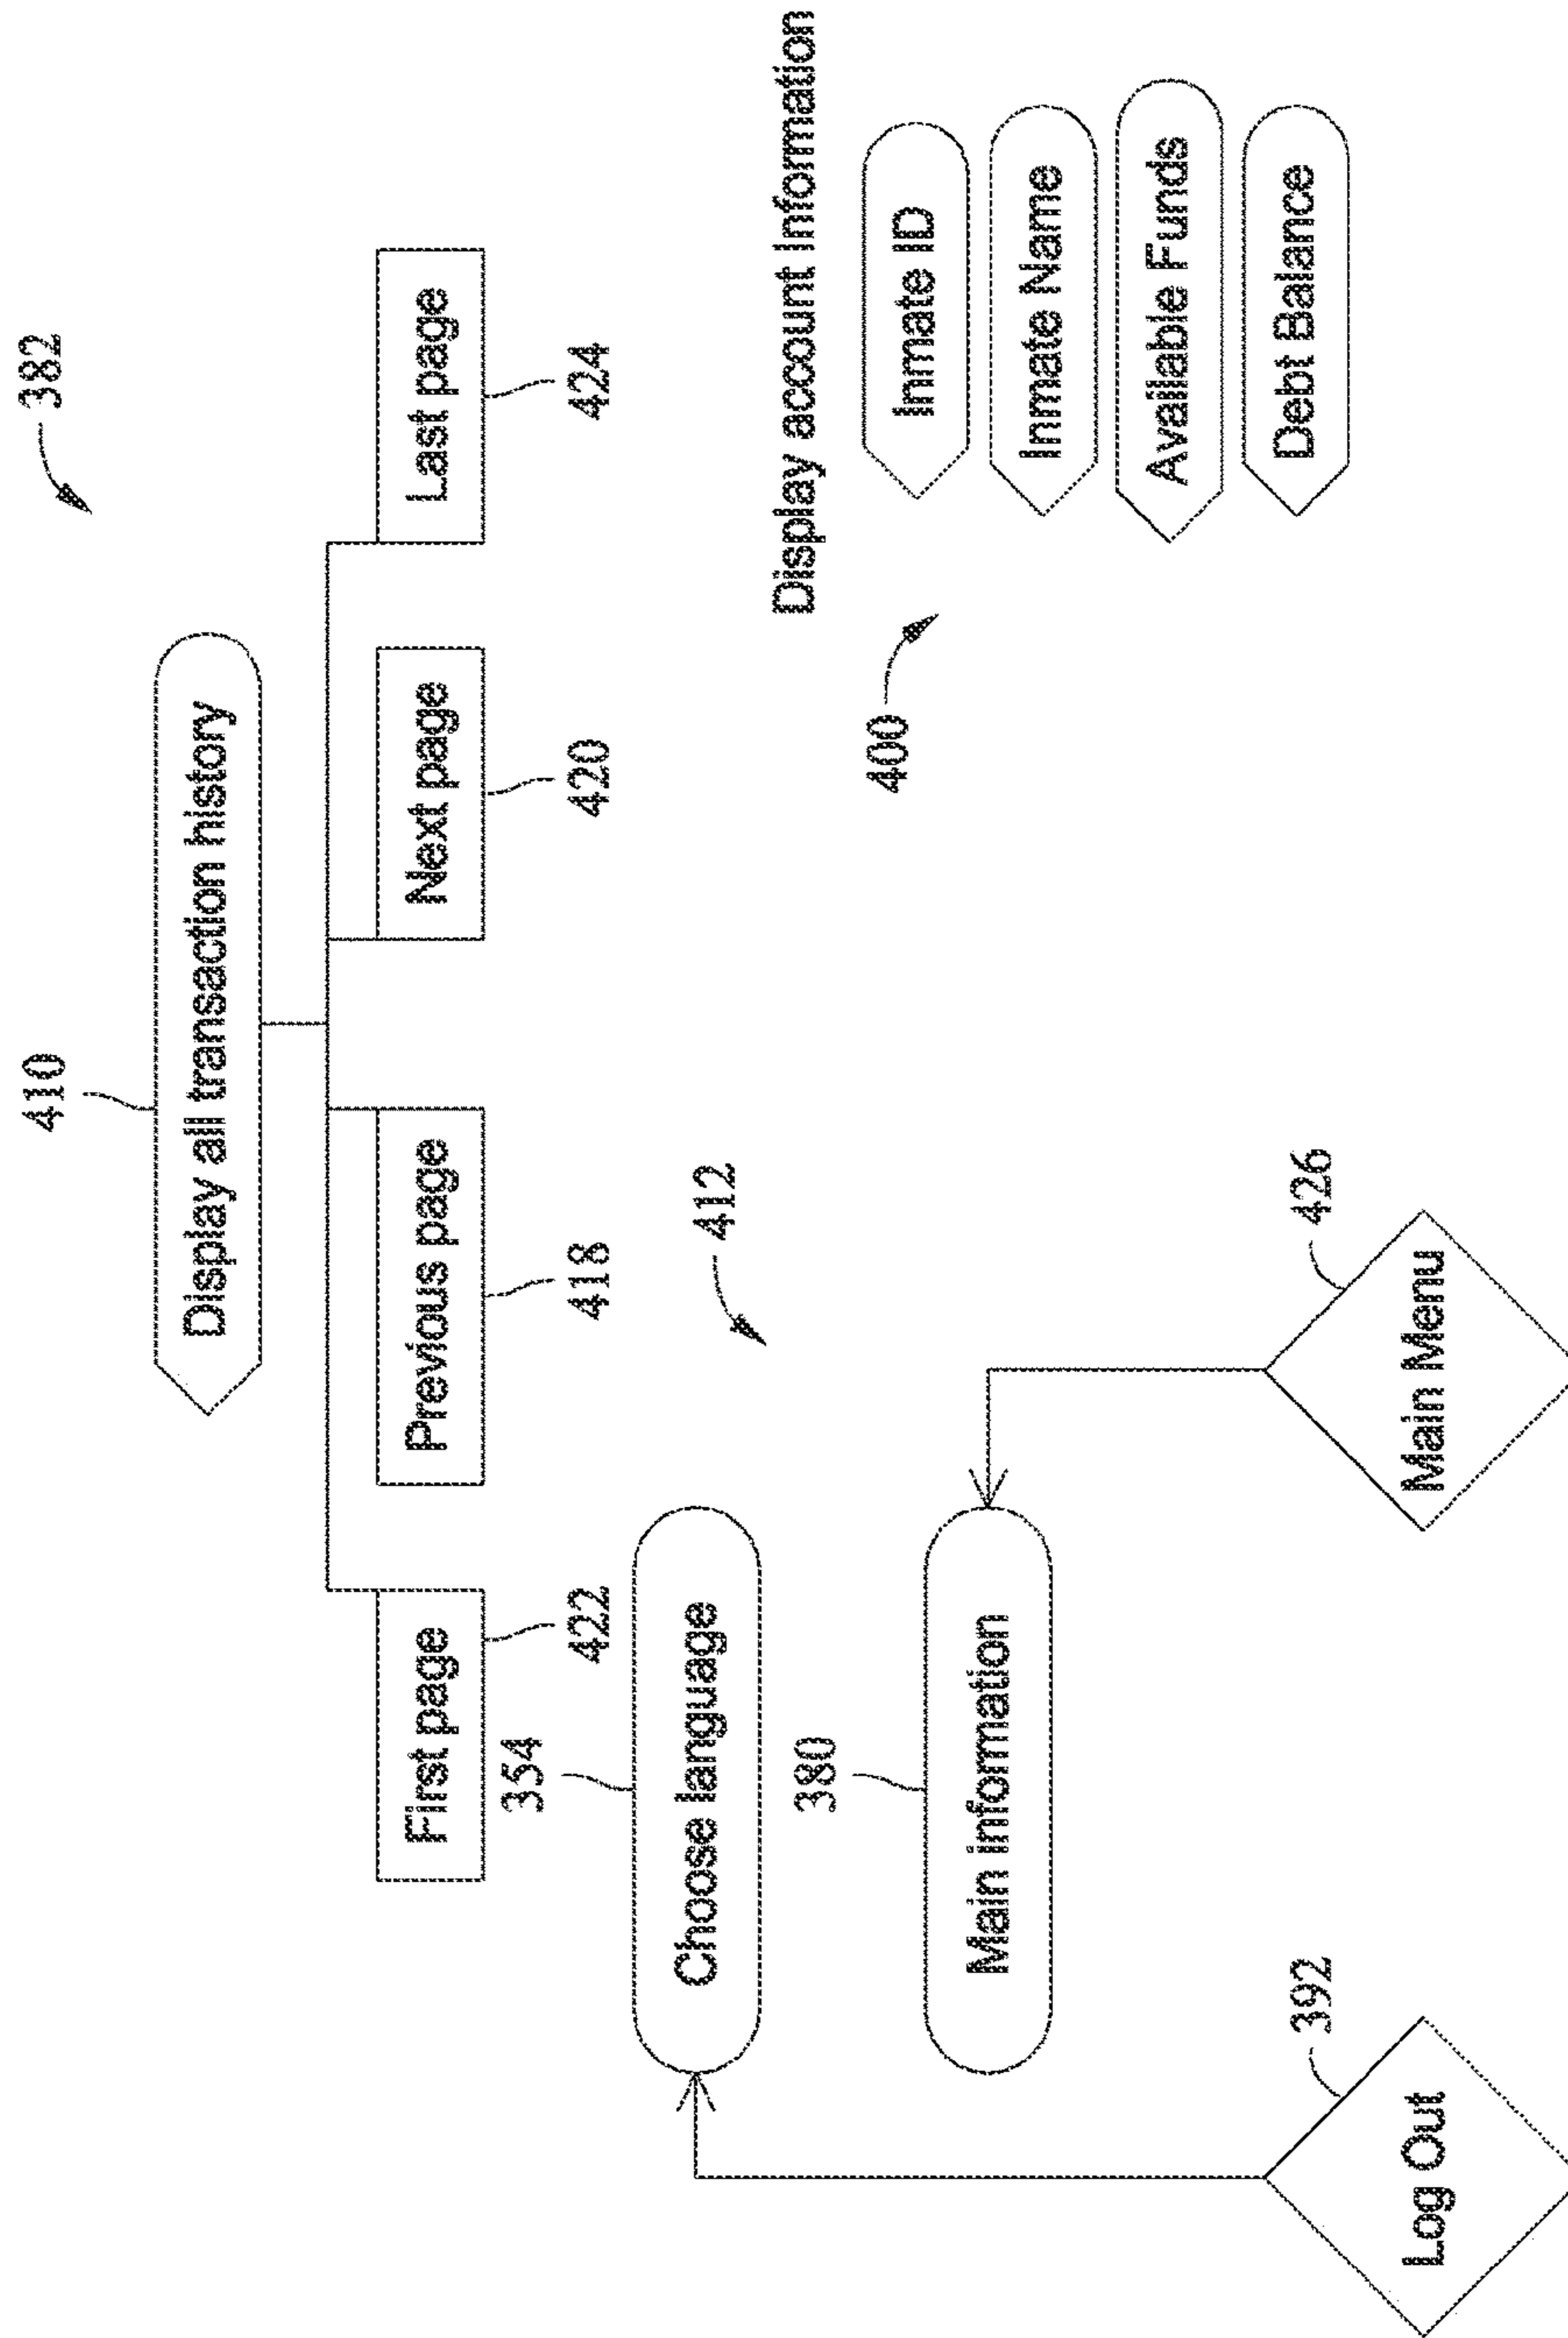 382
410
Display all transaction history
First page
Previous page
Next page
Last page
422
418
420
424
354
Choose language
412
Display account Information
400
Inmate ID
Inmate Name
Available Funds
Debt Balance
380
Main information
392
Log Out
426
Main Menu